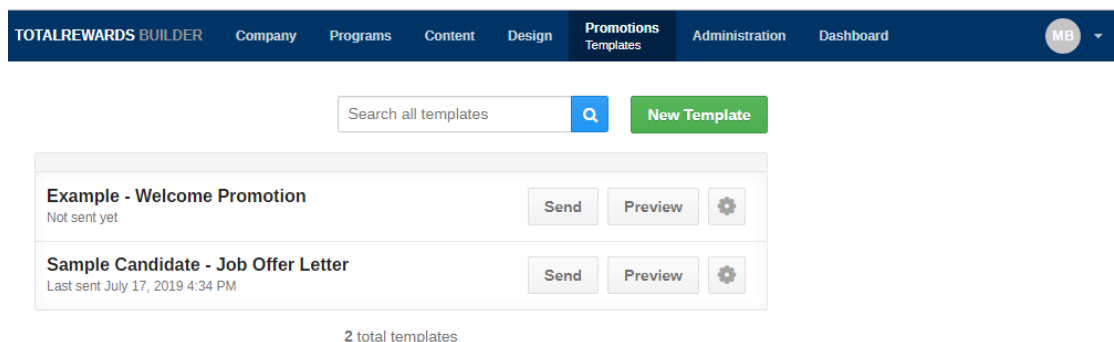 TOTALREWARDS BUILDER Company Programs Content Design Promotions Administration Dashboard MB
Templates
Search all templates New Template
Example - Welcome Promotion
Not sent yet
Send Preview
Sample Candidate - Job Offer Letter
Last sent July 17, 2019 4:34 PM
Send Preview
2 total templates